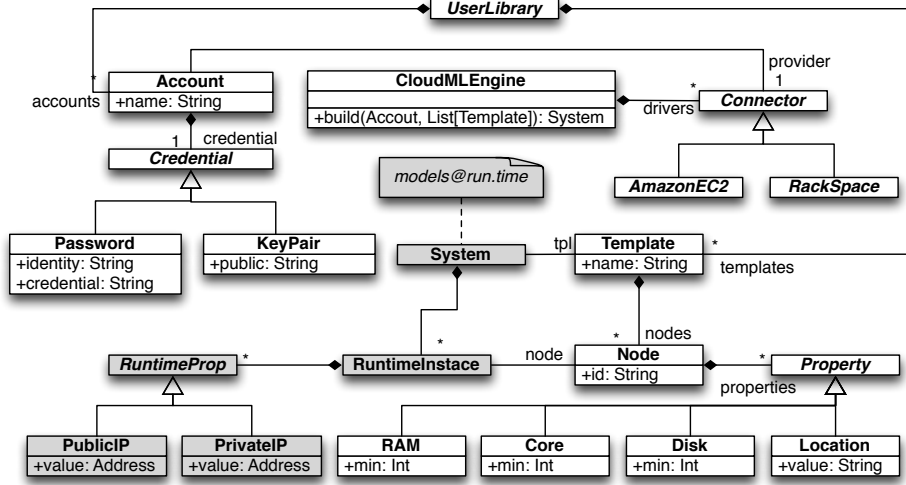 UserLibrary
*
accounts
Account
+name: String
1
credential
Credential
CloudMLEngine
+build(Accout, List[Template]): System
*
drivers
provider
1
Connector
AmazonEC2
RackSpace
models@run.time
Password
+identity: String
+credential: String
KeyPair
+public: String
System
tpl
Template
+name: String
*
templates
*
nodes
*
RuntimeProp
*
RuntimeInstace
node
Node
+id: String
*
properties
Property
PublicIP
+value: Address
PrivateIP
+value: Address
RAM
+min: Int
Core
+min: Int
Disk
+min: Int
Location
+value: String